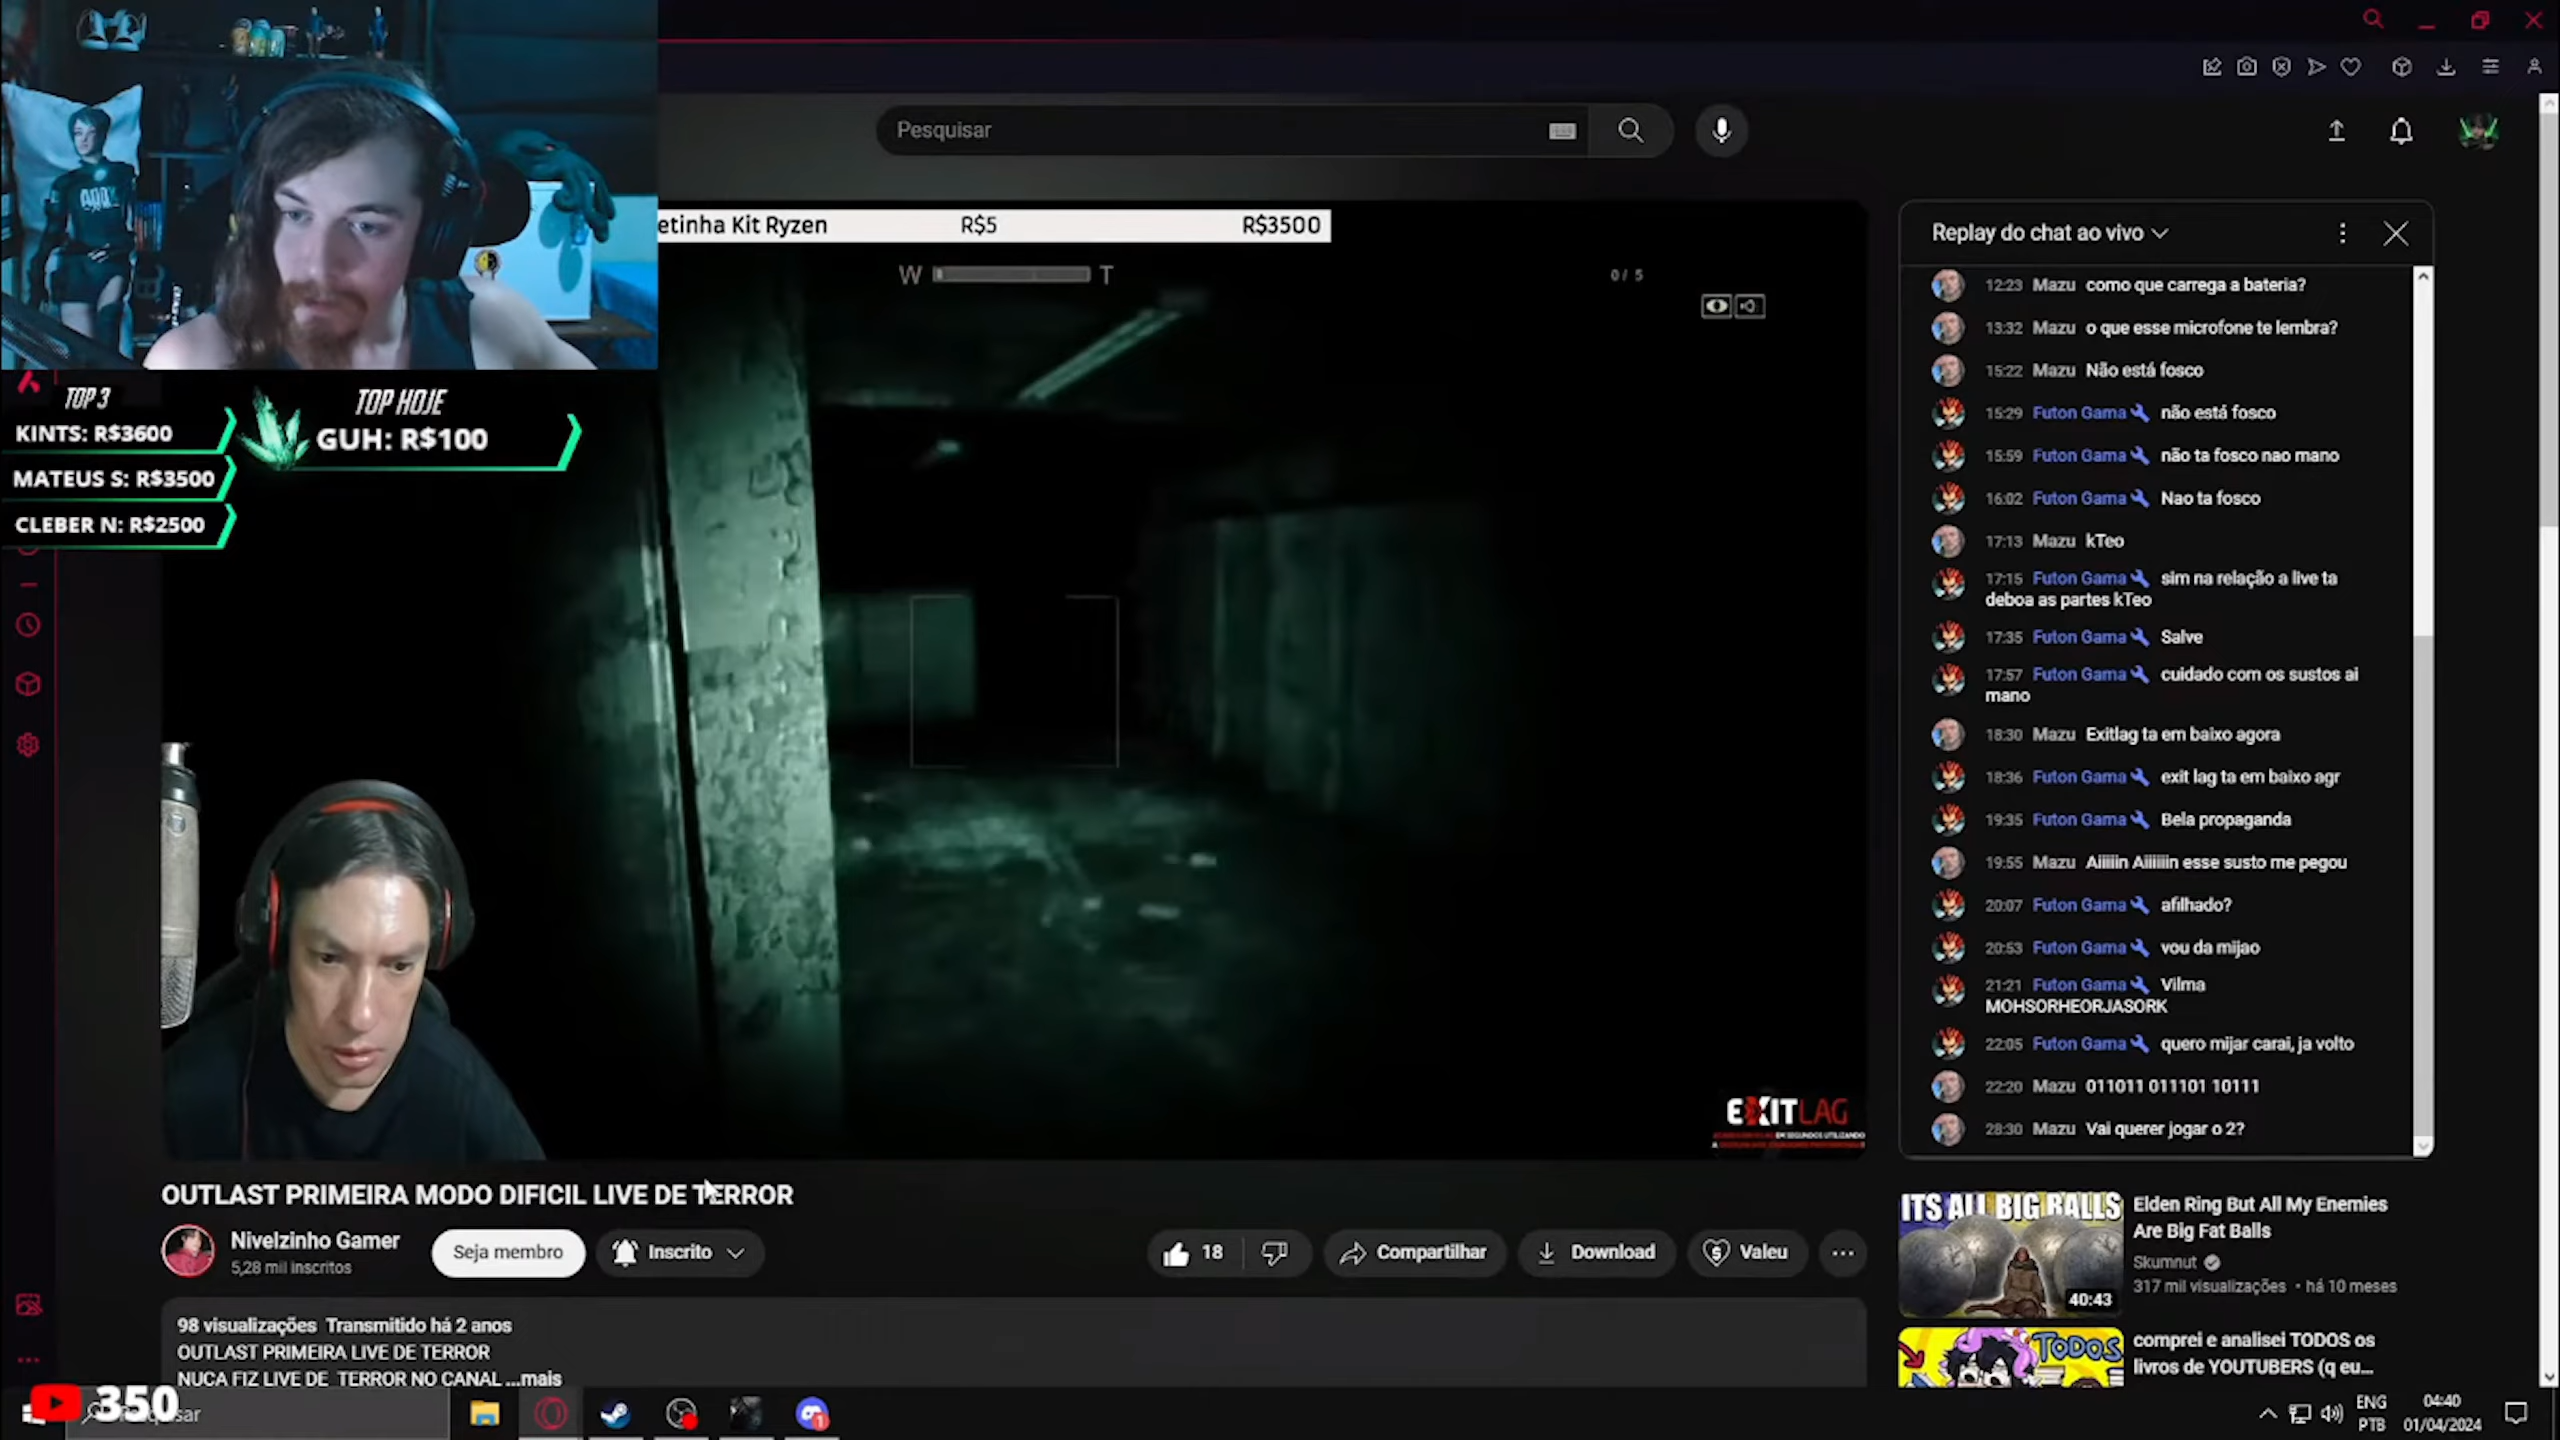 Pesquisar
etinha Kit Ryzen R$5 R$3500
W T
0/ 5
TOP 3
KINTS: R$3600
MATEUS S: R$3500
CLEBER N: R$2500
TOP HOJE
GUH: R$100
EXITLAG
OUTLAST PRIMEIRA MODO DIFICIL LIVE DE TERROR
Nivelzinho Gamer
5,28 mil inscritos
Seja membro
Inscrito
18
Compartilhar
Download
Valeu
98 visualizações Transmitido há 2 anos
OUTLAST PRIMEIRA LIVE DE TERROR
NUCA FIZ LIVE DE TERROR NO CANAL ...mais
Replay do chat ao vivo
12:23 Mazu como que carrega a bateria?
13:32 Mazu o que esse microfone te lembra?
15:22 Mazu Não está fosco
15:29 Futon Gama não está fosco
15:59 Futon Gama não ta fosco nao mano
16:02 Futon Gama Nao ta fosco
17:13 Mazu kTeo
17:15 Futon Gama sim na relação a live ta
deboa as partes kTeo
17:35 Futon Gama Salve
17:57 Futon Gama cuidado com os sustos ai
mano
18:30 Mazu Exitlag ta em baixo agora
18:36 Futon Gama exit lag ta em baixo agr
19:35 Futon Gama Bela propaganda
19:55 Mazu Aiiiiin Aiiiiiin esse susto me pegou
20:07 Futon Gama afilhado?
20:53 Futon Gama vou da mijao
21:21 Futon Gama Vilma
MOHSORHEORJASORK
22:05 Futon Gama quero mijar carai, ja volto
22:20 Mazu 011011 011101 10111
28:30 Mazu Vai querer jogar o 2?
ITS ALL BIG BALLS
40:43
Elden Ring But All My Enemies
Are Big Fat Balls
Skumnut
317 mil visualizações • há 10 meses
TODOS
comprei e analisei TODOS os
livros de YOUTUBERS (q eu...
350
sar
1
ENG
PTB
04:40
01/04/2024